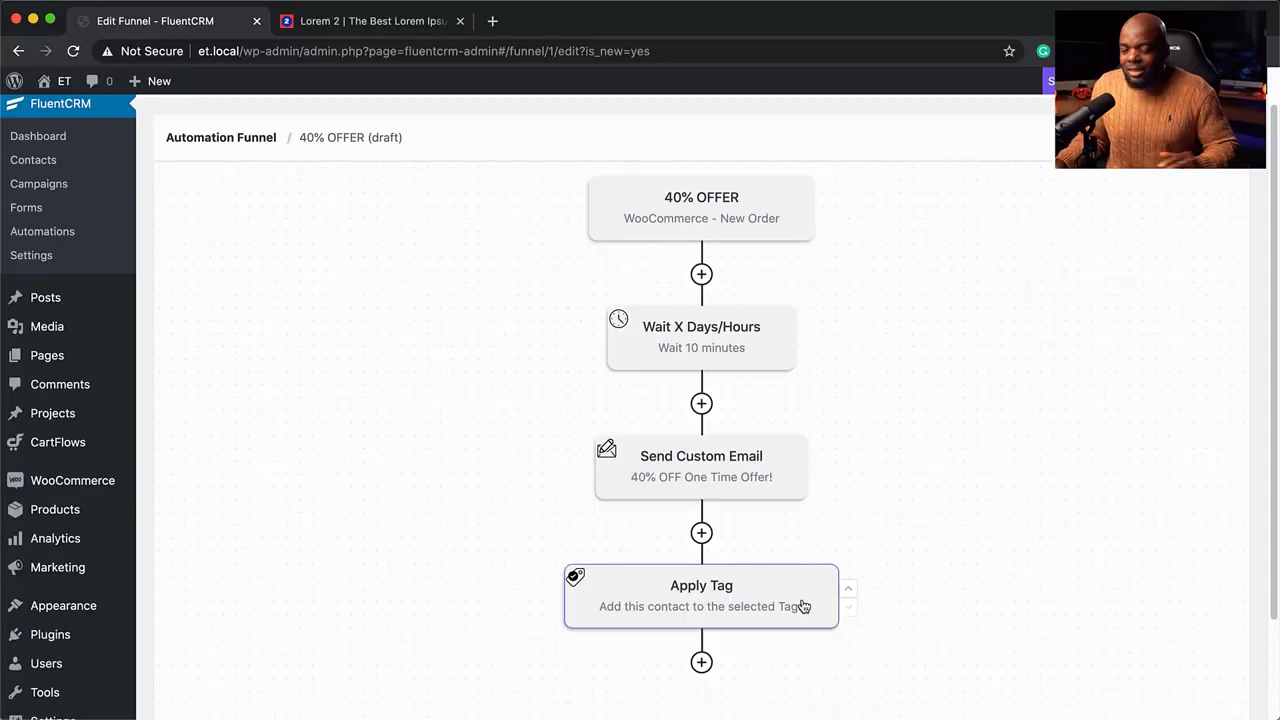 Edit Funnel - FluentCRM
Lorem 2 | The Best Lorem Ipsu
Not Secure
et.local/wp-admin/admin.php?page=fluentcrm-admin#/funnel/1/edit?is_new=yes
ET
0
New
FluentCRM
Dashboard
Contacts
Campaigns
Forms
Automations
Settings
Posts
Media
Pages
Comments
Projects
CartFlows
WooCommerce
Products
Analytics
Marketing
Appearance
Plugins
Users
Tools
Automation Funnel / 40% OFFER (draft)
40% OFFER
WooCommerce - New Order
Wait X Days/Hours
Wait 10 minutes
Send Custom Email
40% OFF One Time Offer!
Apply Tag
Add this contact to the selected Tag